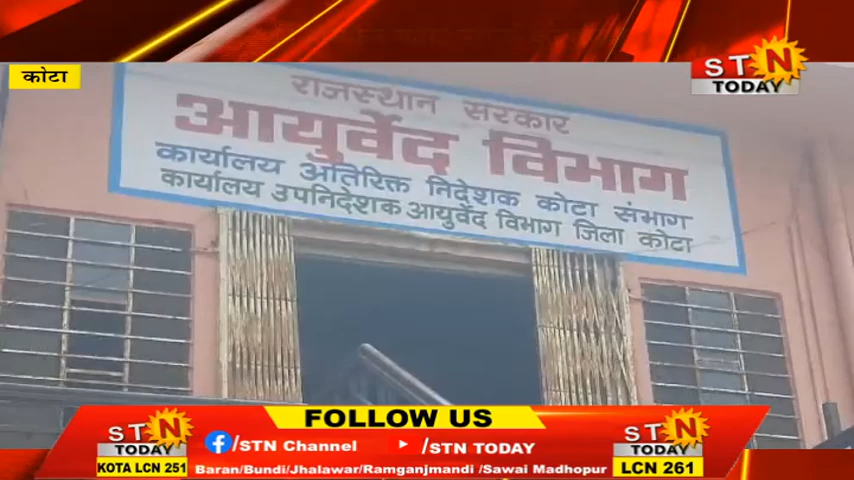 कोटा
STN
TODAY
राजस्थान सरकार
आयुर्वेद विभाग
कार्यालय अतिरिक्त निदेशक कोटा संभाग
कार्यालय उपनिदेशक आयुर्वेद विभाग जिला कोटा
FOLLOW US
STN
TODAY
KOTA LCN 251
/STN Channel
/STN TODAY
Baran/Bundi/Jhalawar/Ramganjmandi /Sawai Madhopur
STN
TODAY
LCN 261